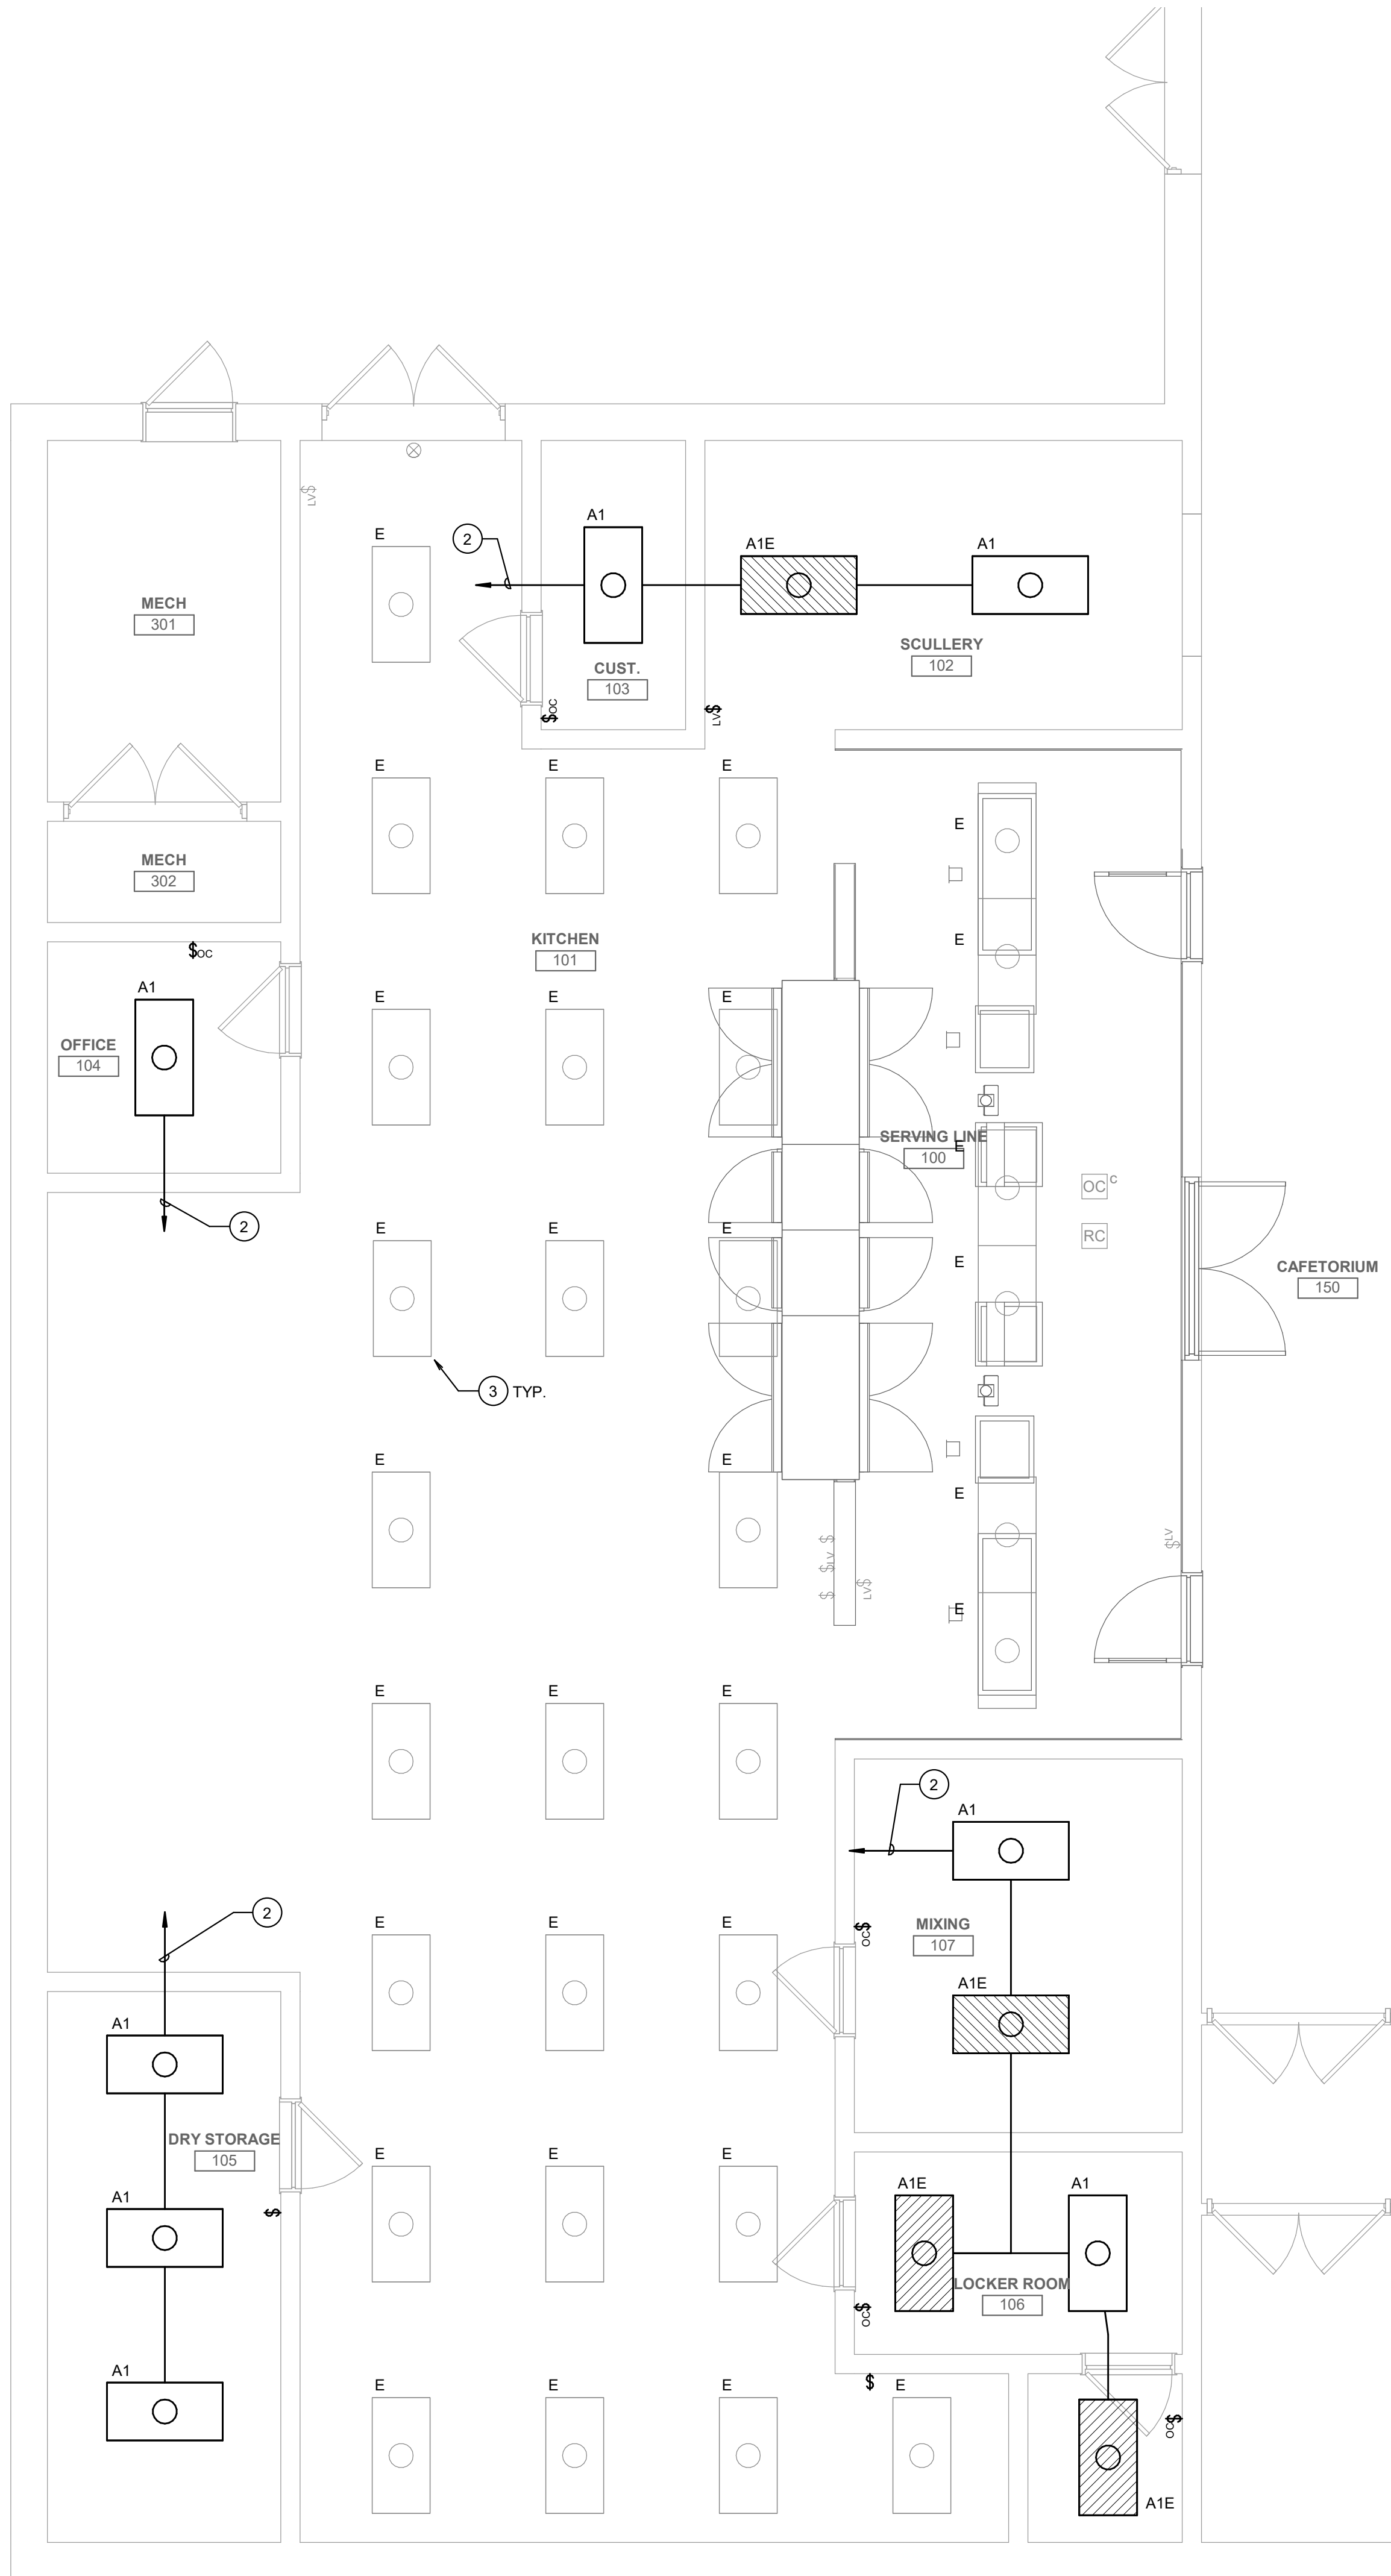 LV$
E
2
A1
A1E
A1
MECH
301
SCULLERY
102
CUST.
103
$OC
LV$
E
E
E
E
MECH
302
$OC
KITCHEN
101
E
A1
E
E
E
OFFICE
104
SERVING LINE
100
E
OC C
RC
2
E
E
E
E
CAFETORIUM
150
3 TYP.
E
E
E
$
$LV
$
LV$
$LV
E
E
E
E
2
A1
2
MIXING
107
OC$
E
E
E
A1E
A1
DRY STORAGE
105
E
E
E
A1E
A1
A1
$
LOCKER ROOM
106
OC$
A1
E
E
E
$
E
OC$
A1E